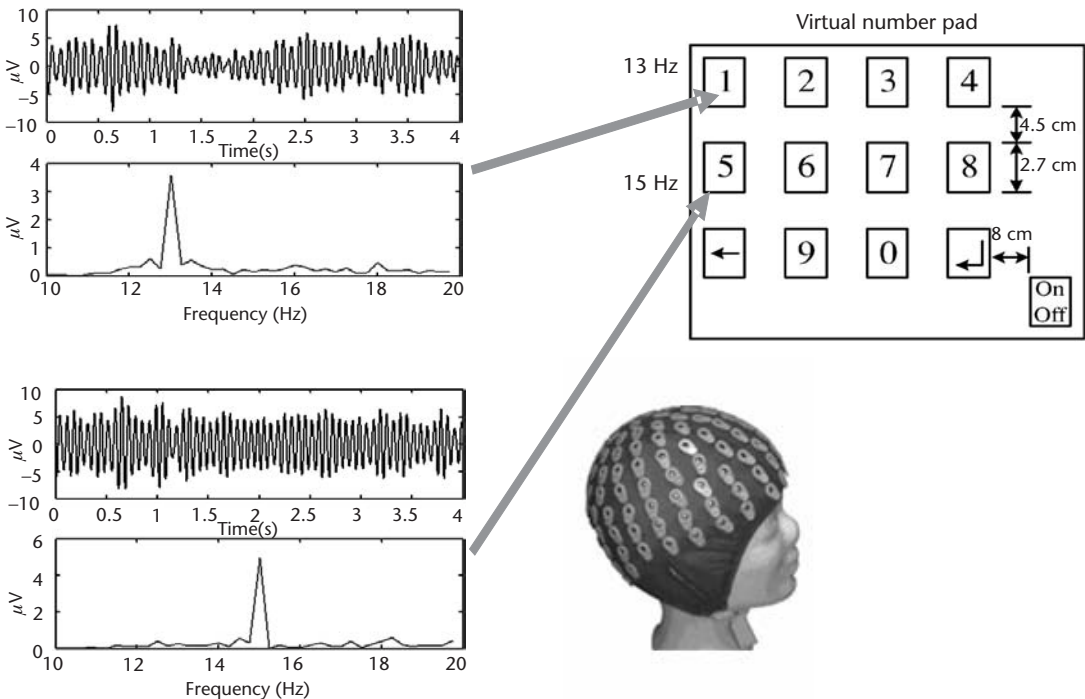 10
5
0
−5
−10
μV
0 0.5 1 1.5 2 2.5 3 3.5 4
Time(s)
4
3
2
1
0
μV
10 12 14 16 18 20
Frequency (Hz)
Virtual number pad
13 Hz
1 2 3 4
4.5 cm
15 Hz
5 6 7 8
2.7 cm
← 9 0 ↵
8 cm
On
Off
10
5
0
−5
−10
μV
0 0.5 1 1.5 2 2.5 3 3.5 4
Time(s)
6
4
2
0
μV
10 12 14 16 18 20
Frequency (Hz)